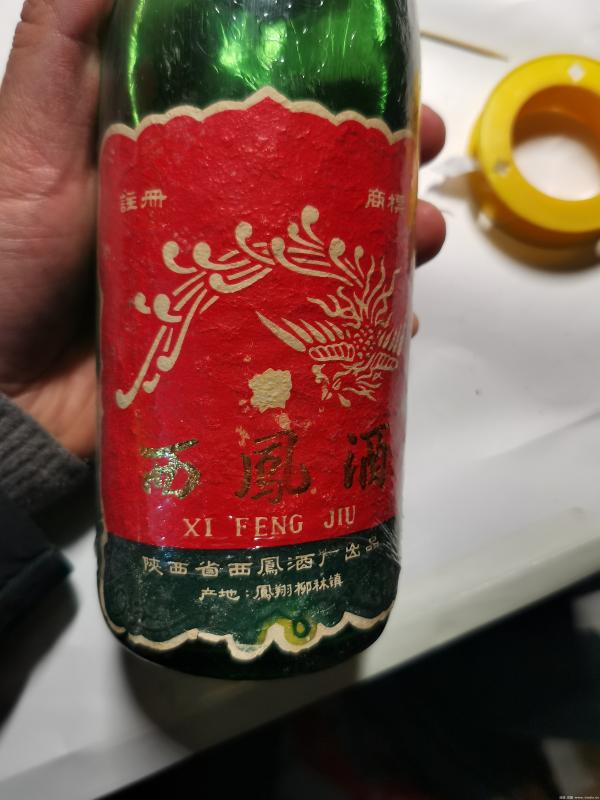 註冊 商標
西鳳酒
XI FENG JIU
陕西省西鳳酒厂出品
产地:鳳翔柳林镇